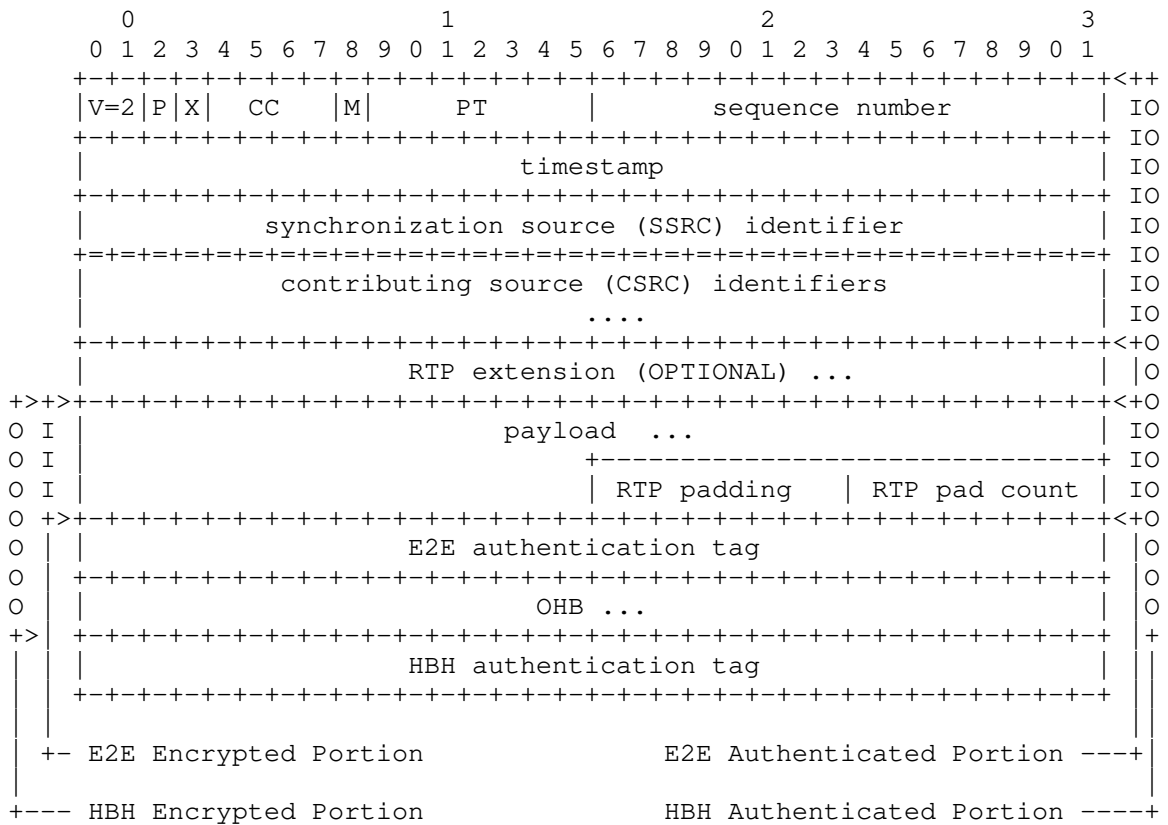 0 1 2 3
0 1 2 3 4 5 6 7 8 9 0 1 2 3 4 5 6 7 8 9 0 1 2 3 4 5 6 7 8 9 0 1
+-+-+-+-+-+-+-+-+-+-+-+-+-+-+-+-+-+-+-+-+-+-+-+-+-+-+-+-+-+-+-+-+<++
|V=2|P|X| CC |M| PT | sequence number | IO
+-+-+-+-+-+-+-+-+-+-+-+-+-+-+-+-+-+-+-+-+-+-+-+-+-+-+-+-+-+-+-+-+ IO
| timestamp | IO
+-+-+-+-+-+-+-+-+-+-+-+-+-+-+-+-+-+-+-+-+-+-+-+-+-+-+-+-+-+-+-+-+ IO
| synchronization source (SSRC) identifier | IO
+=+=+=+=+=+=+=+=+=+=+=+=+=+=+=+=+=+=+=+=+=+=+=+=+=+=+=+=+=+=+=+=+ IO
| contributing source (CSRC) identifiers | IO
| .... | IO
+-+-+-+-+-+-+-+-+-+-+-+-+-+-+-+-+-+-+-+-+-+-+-+-+-+-+-+-+-+-+-+-+<+O
| RTP extension (OPTIONAL) ... | |O
+>+>+-+-+-+-+-+-+-+-+-+-+-+-+-+-+-+-+-+-+-+-+-+-+-+-+-+-+-+-+-+-+-+-+<+O
O I | payload ... | IO
O I | +-------------------------------+ IO
O I | | RTP padding | RTP pad count | IO
O +>+-+-+-+-+-+-+-+-+-+-+-+-+-+-+-+-+-+-+-+-+-+-+-+-+-+-+-+-+-+-+-+-+<+O
O | | E2E authentication tag | |O
O | +-+-+-+-+-+-+-+-+-+-+-+-+-+-+-+-+-+-+-+-+-+-+-+-+-+-+-+-+-+-+-+-+ |O
O | | OHB ... | |O
+>| +-+-+-+-+-+-+-+-+-+-+-+-+-+-+-+-+-+-+-+-+-+-+-+-+-+-+-+-+-+-+-+-+ |+
| | | HBH authentication tag | ||
| | +-+-+-+-+-+-+-+-+-+-+-+-+-+-+-+-+-+-+-+-+-+-+-+-+-+-+-+-+-+-+-+-+ ||
| | ||
| +- E2E Encrypted Portion E2E Authenticated Portion ---+|
| |
+--- HBH Encrypted Portion HBH Authenticated Portion ----+